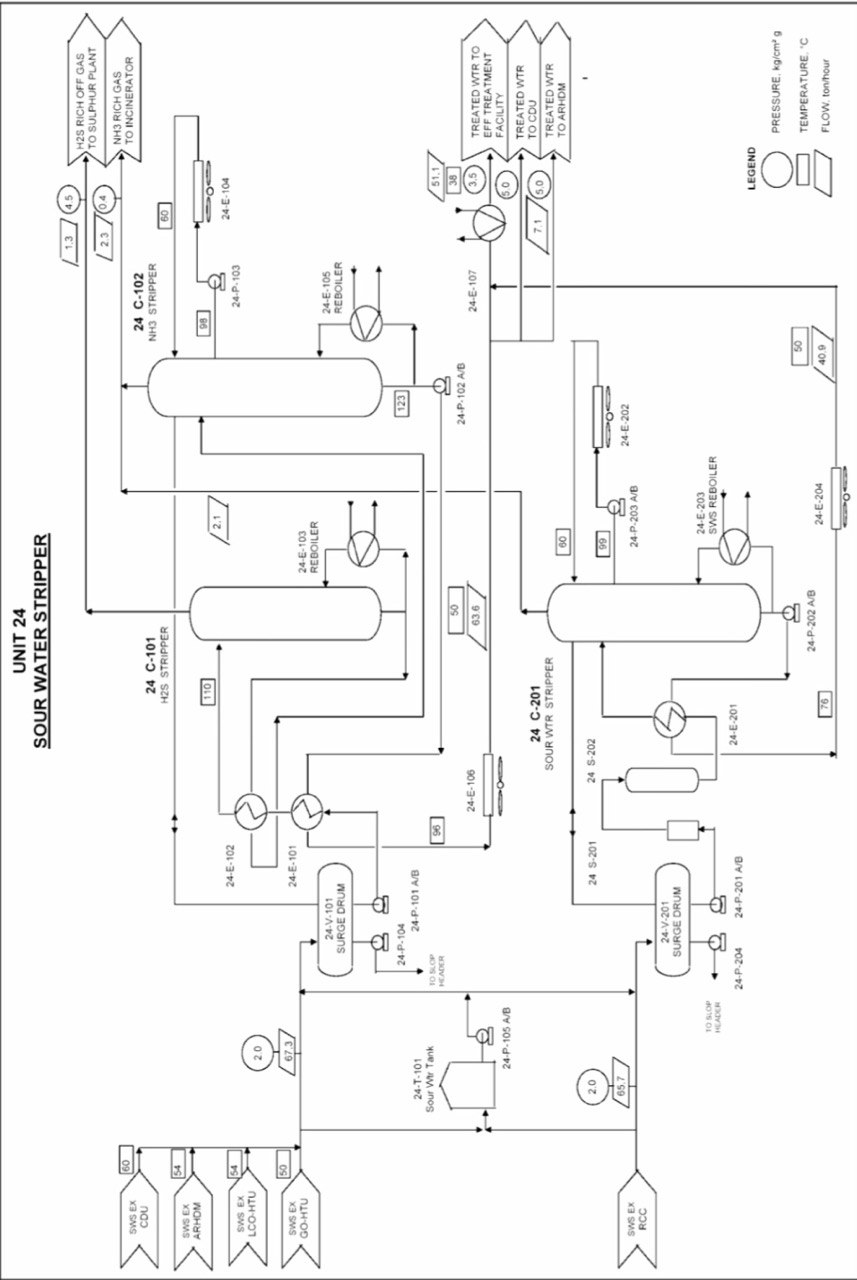 UNIT 24
SOUR WATER STRIPPER
H2S RICH OFF GAS
TO SULPHUR PLANT
NH3 RICH GAS
TO INCINERATOR
4.5
1.3
0.4
2.3
60
24-E-104
24-P-103
98
24 C-102
NH3 STRIPPER
24-E-105
REBOILER
123
24-P-102 A/B
2.1
24 C-101
H2S STRIPPER
24-E-103
REBOILER
110
24-E-102
24-E-101
96
24-E-106
50
63.6
24-E-107
51.1
38
3.5
5.0
5.0
7.1
TREATED WTR TO
EFF TREATMENT
FACILITY
TREATED WTR
TO CDU
TREATED WTR
TO ARHDM
LEGEND
PRESSURE, kg/cm² g
TEMPERATURE, °C
FLOW, ton/hour
24-V-101
SURGE DRUM
24-P-101 A/B
24-P-104
TO SLOP
HEADER
2.0
67.3
SWS EX
CDU
60
SWS EX
ARHDM
54
SWS EX
LCO-HTU
54
SWS EX
GO-HTU
50
24-T-101
Sour Wtr Tank
24-P-105 A/B
2.0
65.7
SWS EX
RCC
24-V-201
SURGE DRUM
24-P-201 A/B
24-P-204
TO SLOP
HEADER
24 S-201
24 S-202
24-E-201
24 C-201
SOUR WTR STRIPPER
60
99
24-P-203 A/B
24-E-202
24-E-203
SWS REBOILER
24-P-202 A/B
76
24-E-204
50
40.9